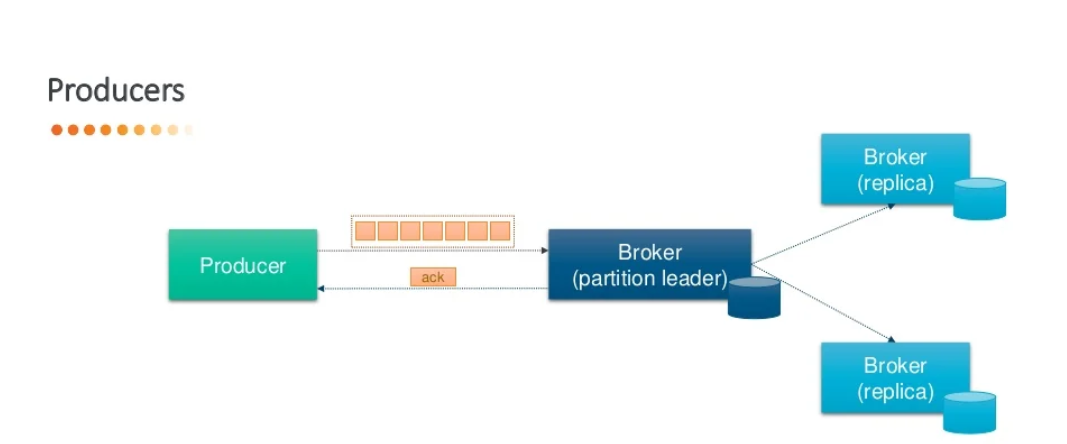 Producers
Broker
(replica)
Producer
ack
Broker
(partition leader)
Broker
(replica)